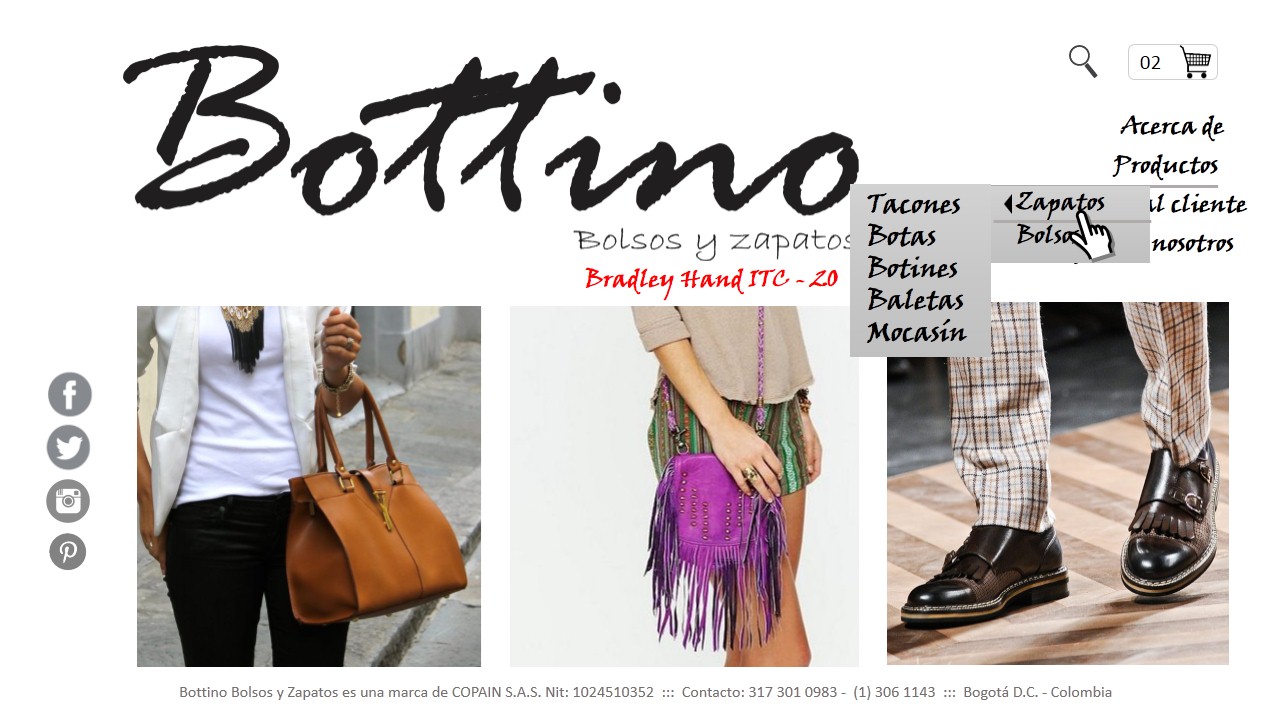 Bottino
Bolsos y zapatos
Bradley Hand ITC - 20
02
Acerca de
Productos
al cliente
nosotros
Zapatos
Tacones
Botas
Botines
Baletas
Mocasín
Bottino Bolsos y Zapatos es una marca de COPAIN S.A.S. Nit: 1024510352 ::: Contacto: 317 301 0983 - (1) 306 1143 ::: Bogotá D.C. - Colombia